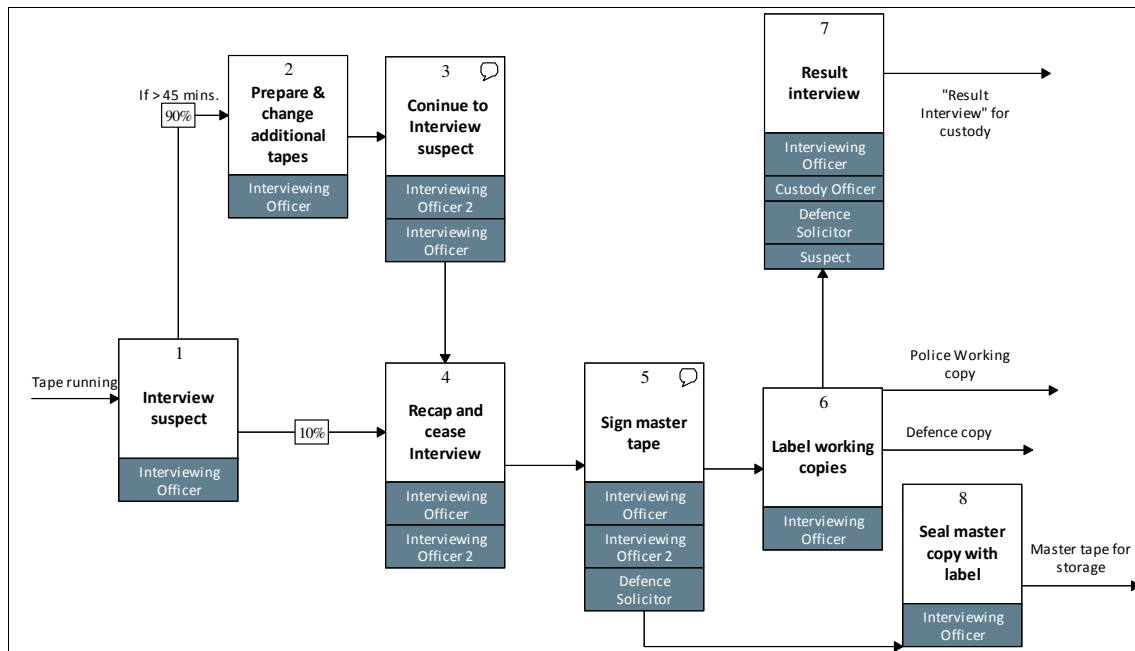 Tape running
1
Interview
suspect
Interviewing
Officer
If > 45 mins.
90%
2
Prepare &
change
additional
tapes
Interviewing
Officer
3
Coninue to
Interview
suspect
Interviewing
Officer 2
Interviewing
Officer
10%
4
Recap and
cease
Interview
Interviewing
Officer
Interviewing
Officer 2
5
Sign master
tape
Interviewing
Officer
Interviewing
Officer 2
Defence
Solicitor
6
Label working
copies
Interviewing
Officer
Police Working
copy
Defence copy
7
Result
interview
Interviewing
Officer
Custody Officer
Defence
Solicitor
Suspect
"Result
Interview" for
custody
8
Seal master
copy with
label
Interviewing
Officer
Master tape for
storage